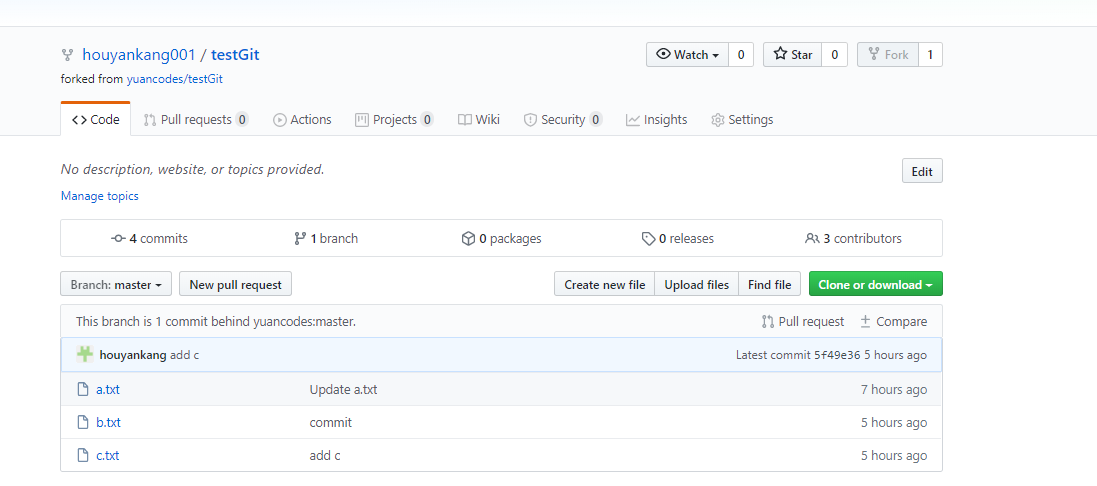 houyankang001 / testGit Watch 0 Star 0 Fork 1
forked from yuancodes/testGit
Code Pull requests 0 Actions Projects 0 Wiki Security 0 Insights Settings
No description, website, or topics provided. Edit
Manage topics
4 commits 1 branch 0 packages 0 releases 3 contributors
Branch: master New pull request Create new file Upload files Find file Clone or download
This branch is 1 commit behind yuancodes:master. Pull request Compare
houyankang add c Latest commit 5f49e36 5 hours ago
a.txt Update a.txt 7 hours ago
b.txt commit 5 hours ago
c.txt add c 5 hours ago